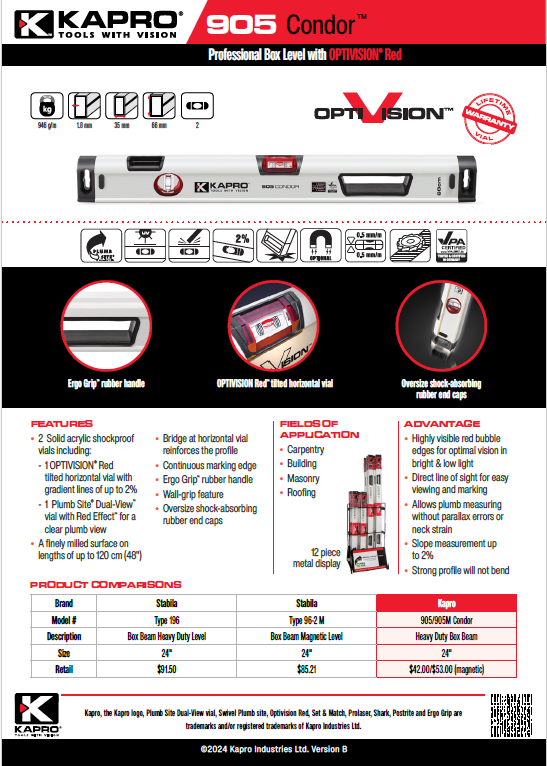 KAPRO®
TOOLS WITH VISION
905 Condor™
Professional Box Level with OPTIVISION® Red
kg
946 g/m
1.8 mm
35 mm
66 mm
2
OPTIVISION™
LIFETIME
WARRANTY
VIAL
KAPRO®
TOOLS WITH VISION
905 CONDOR
60cm
PLUMB SITE®
UV
2%
OPTIONAL
0,5 mm/m
0,5 mm/m
VPA
CERTIFIED
Ergo Grip™ rubber handle
OPTIVISION Red™ tilted horizontal vial
Oversize shock-absorbing
rubber end caps
FEATURES
• 2 Solid acrylic shockproof
vials including:
- 1 OPTIVISION® Red
tilted horizontal vial with
gradient lines of up to 2%
- 1 Plumb Site® Dual-View™
vial with Red Effect™ for a
clear plumb view
• A finely milled surface on
lengths of up to 120 cm (48")
• Bridge at horizontal vial
reinforces the profile
• Continuous marking edge
• Ergo Grip™ rubber handle
• Wall-grip feature
• Oversize shock-absorbing
rubber end caps
FIELDS OF
APPLICATION
• Carpentry
• Building
• Masonry
• Roofing
12 piece
metal display
ADVANTAGE
• Highly visible red bubble
edges for optimal vision in
bright & low light
• Direct line of sight for easy
viewing and marking
• Allows plumb measuring
without parallax errors or
neck strain
• Slope measurement up
to 2%
• Strong profile will not bend
PRODUCT COMPARISONS
Brand Stabila Stabila Kapro
Model # Type 196 Type 96-2 M 905/905M Condor
Description Box Beam Heavy Duty Level Box Beam Magnetic Level Heavy Duty Box Beam
Size 24" 24" 24"
Retail $91.50 $85.21 $42.00/$53.00 (magnetic)
KAPRO®
TOOLS WITH VISION
Kapro, the Kapro logo, Plumb Site Dual-View vial, Swivel Plumb site, Optivision Red, Set & Match, Prolaser, Shark, Postrite and Ergo Grip are
trademarks and/or registered trademarks of Kapro Industries Ltd.
©2024 Kapro Industries Ltd. Version B